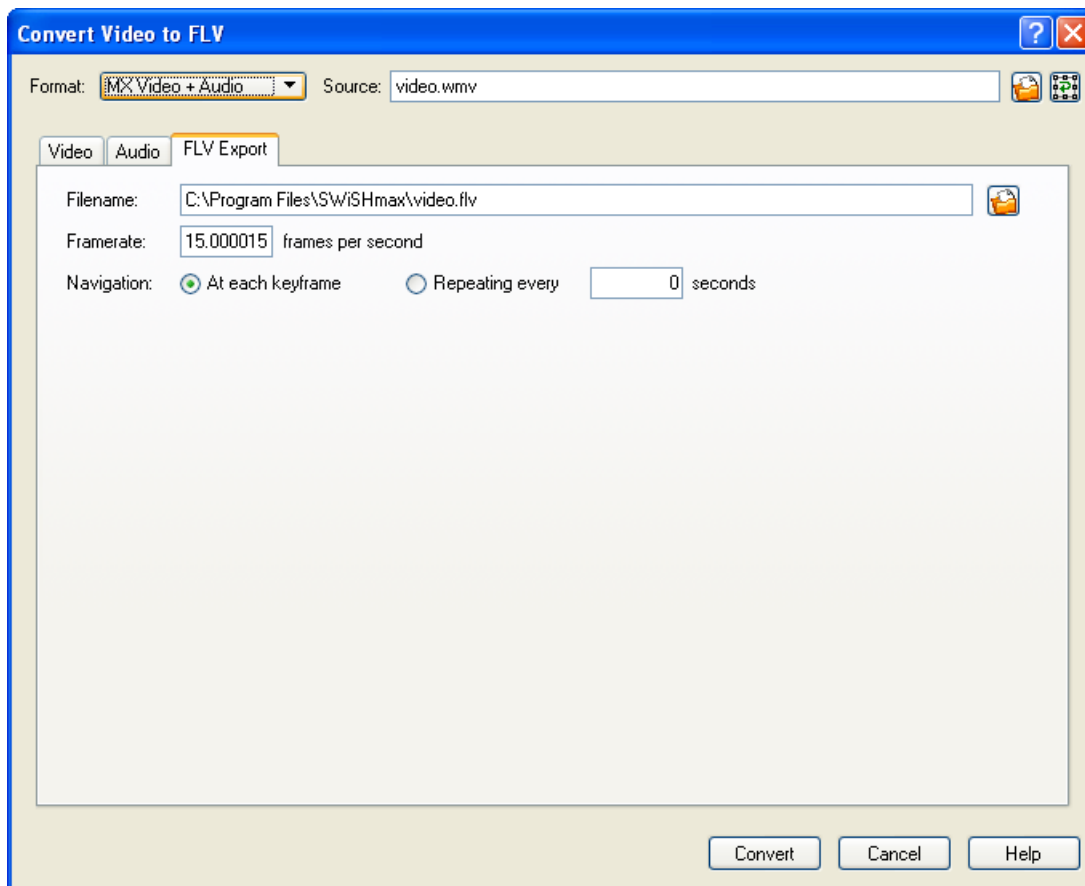 Convert Video to FLV
Format: MX Video + Audio Source: video.wmv
Video Audio FLV Export
Filename: C:\Program Files\SWiSHmax\video.flv
Framerate: 15.000015 frames per second
Navigation: At each keyframe Repeating every 0 seconds
Convert Cancel Help